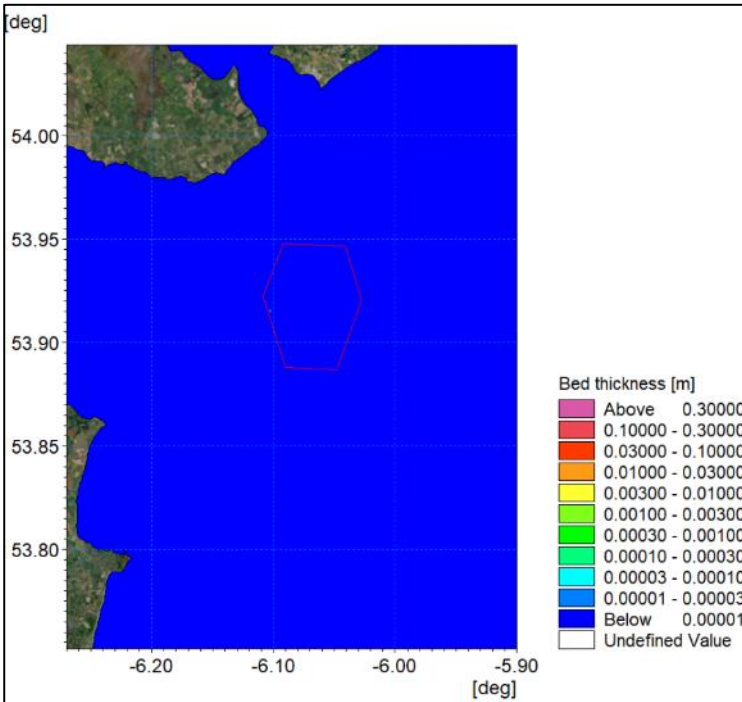 [deg]
54.00
53.95
53.90
53.85
53.80
-6.20 -6.10 -6.00 -5.90
[deg]
Bed thickness [m]
Above 0.30000
0.10000 - 0.30000
0.03000 - 0.10000
0.01000 - 0.03000
0.00300 - 0.01000
0.00100 - 0.00300
0.00030 - 0.00100
0.00010 - 0.00030
0.00003 - 0.00010
0.00001 - 0.00003
Below 0.00001
Undefined Value